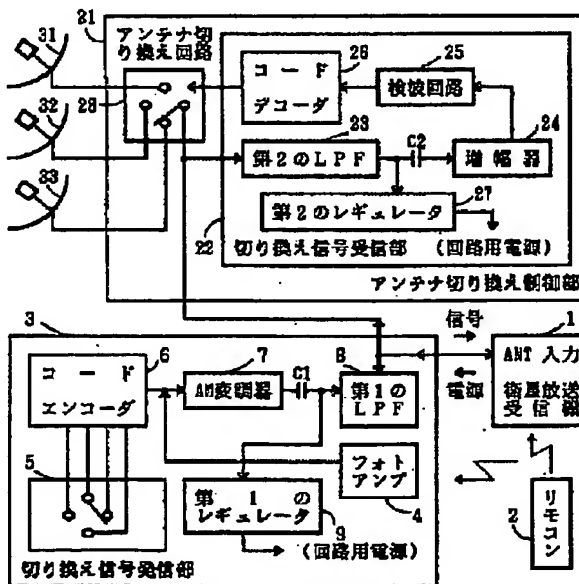 21
アンテナ切
り換え回路
28
31
32
33
26
コード
デコーダ
25
検波回路
23
第2のLPF
C2
24
増幅器
27
第2のレギュレータ
22
切り換え信号受信部 (回路用電源)
アンテナ切り換え制御部
3
6
コード
エンコーダ
7
AM変調器
C1
8
第1の
LPF
信号
電源
1
ANT 入力
衛星放送
受信機
5
フォト
アンプ
4
第1の
レギュレータ
9
(回路用電源)
リモコン
2
切り換え信号発信部